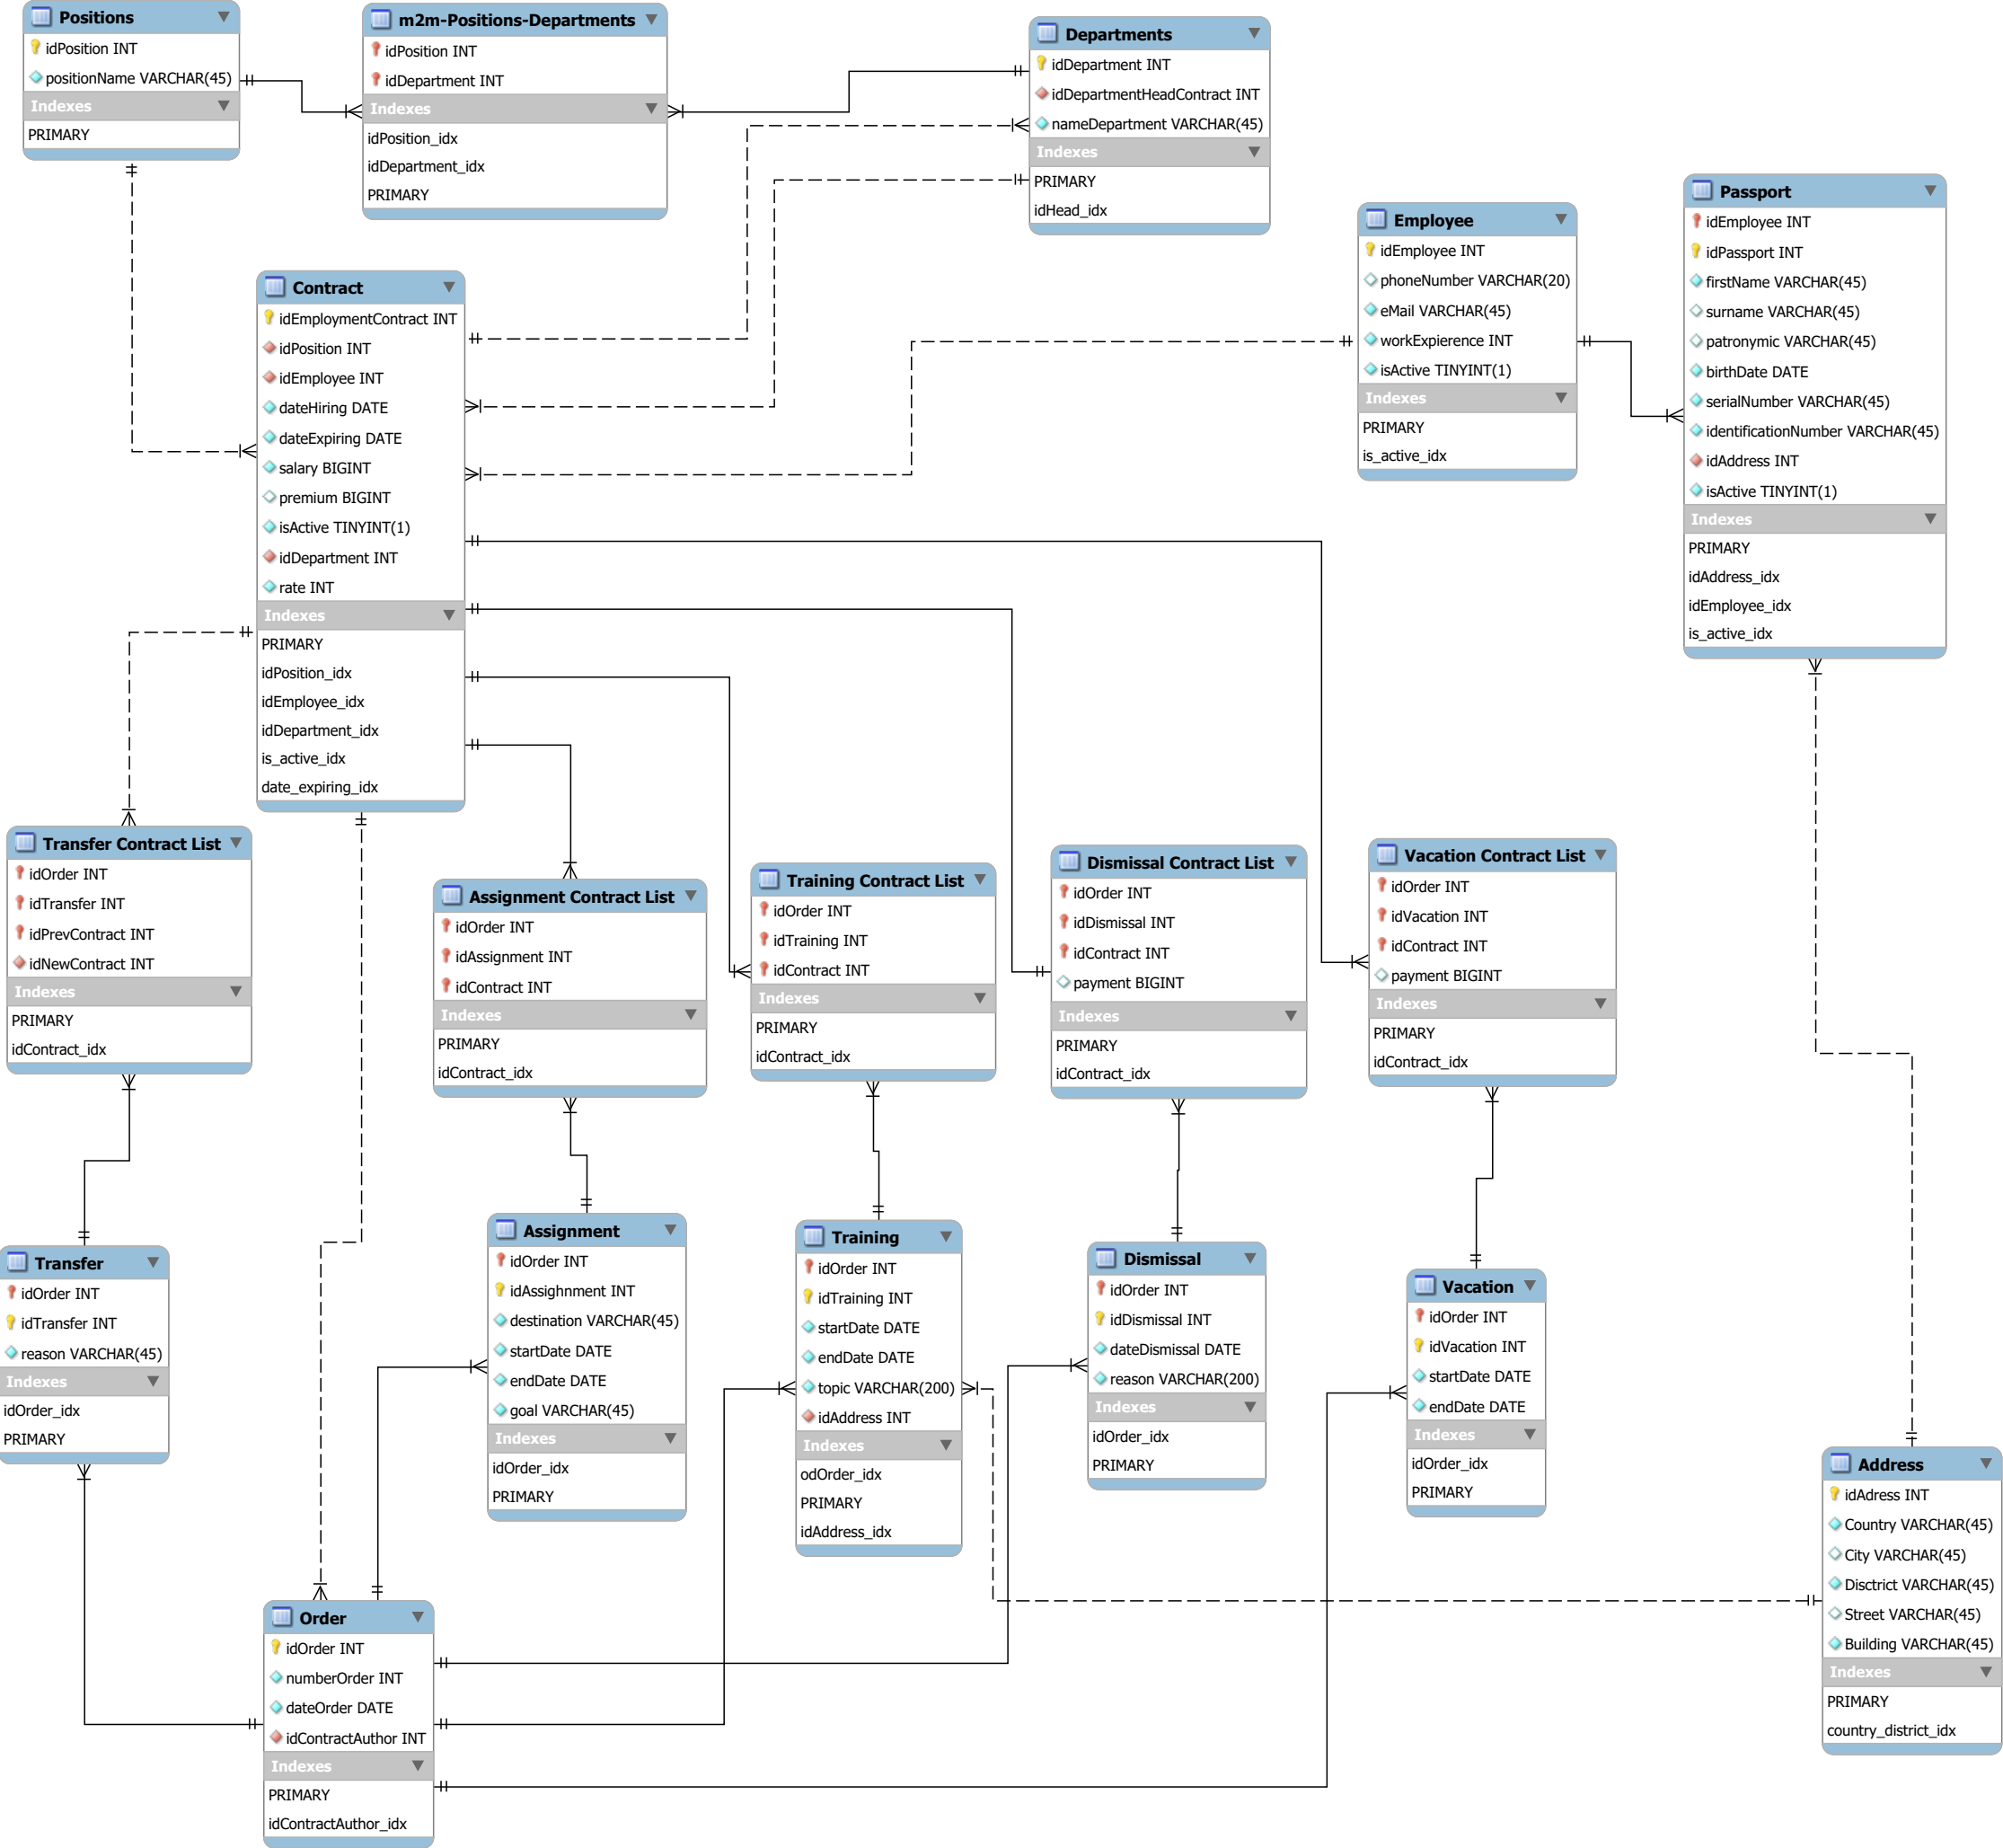 Positions
idPosition INT
positionName VARCHAR(45)
Indexes
PRIMARY
m2m-Positions-Departments
idPosition INT
idDepartment INT
Indexes
idPosition_idx
idDepartment_idx
PRIMARY
Departments
idDepartment INT
idDepartmentHeadContract INT
nameDepartment VARCHAR(45)
Indexes
PRIMARY
idHead_idx
Employee
idEmployee INT
phoneNumber VARCHAR(20)
eMail VARCHAR(45)
workExpierence INT
isActive TINYINT(1)
Indexes
PRIMARY
is_active_idx
Passport
idEmployee INT
idPassport INT
firstName VARCHAR(45)
surname VARCHAR(45)
patronymic VARCHAR(45)
birthDate DATE
serialNumber VARCHAR(45)
identificationNumber VARCHAR(45)
idAddress INT
isActive TINYINT(1)
Indexes
PRIMARY
idAddress_idx
idEmployee_idx
is_active_idx
Contract
idEmploymentContract INT
idPosition INT
idEmployee INT
dateHiring DATE
dateExpiring DATE
salary BIGINT
premium BIGINT
isActive TINYINT(1)
idDepartment INT
rate INT
Indexes
PRIMARY
idPosition_idx
idEmployee_idx
idDepartment_idx
is_active_idx
date_expiring_idx
Transfer Contract List
idOrder INT
idTransfer INT
idPrevContract INT
idNewContract INT
Indexes
PRIMARY
idContract_idx
Assignment Contract List
idOrder INT
idAssignment INT
idContract INT
Indexes
PRIMARY
idContract_idx
Training Contract List
idOrder INT
idTraining INT
idContract INT
Indexes
PRIMARY
idContract_idx
Dismissal Contract List
idOrder INT
idDismissal INT
idContract INT
payment BIGINT
Indexes
PRIMARY
idContract_idx
Vacation Contract List
idOrder INT
idVacation INT
idContract INT
payment BIGINT
Indexes
PRIMARY
idContract_idx
Transfer
idOrder INT
idTransfer INT
reason VARCHAR(45)
Indexes
idOrder_idx
PRIMARY
Assignment
idOrder INT
idAssighnment INT
destination VARCHAR(45)
startDate DATE
endDate DATE
goal VARCHAR(45)
Indexes
idOrder_idx
PRIMARY
Training
idOrder INT
idTraining INT
startDate DATE
endDate DATE
topic VARCHAR(200)
idAddress INT
Indexes
odOrder_idx
PRIMARY
idAddress_idx
Dismissal
idOrder INT
idDismissal INT
dateDismissal DATE
reason VARCHAR(200)
Indexes
idOrder_idx
PRIMARY
Vacation
idOrder INT
idVacation INT
startDate DATE
endDate DATE
Indexes
idOrder_idx
PRIMARY
Address
idAdress INT
Country VARCHAR(45)
City VARCHAR(45)
Disctrict VARCHAR(45)
Street VARCHAR(45)
Building VARCHAR(45)
Indexes
PRIMARY
country_district_idx
Order
idOrder INT
numberOrder INT
dateOrder DATE
idContractAuthor INT
Indexes
PRIMARY
idContractAuthor_idx